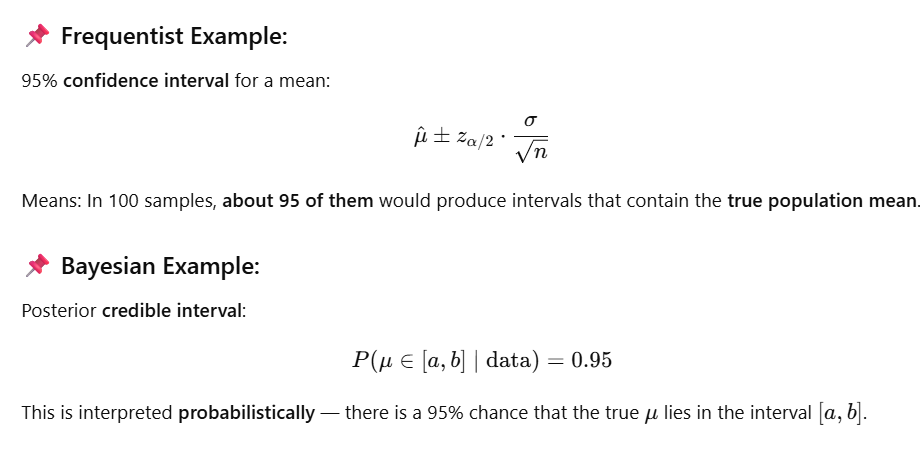 📌 Frequentist Example:
95% confidence interval for a mean:
$\hat{\mu} \pm z_{\alpha/2} \cdot \frac{\sigma}{\sqrt{n}}$
Means: In 100 samples, about 95 of them would produce intervals that contain the true population mean.
📌 Bayesian Example:
Posterior credible interval:
$P(\mu \in [a, b] \mid \text{data}) = 0.95$
This is interpreted probabilistically — there is a 95% chance that the true $\mu$ lies in the interval $[a, b]$.